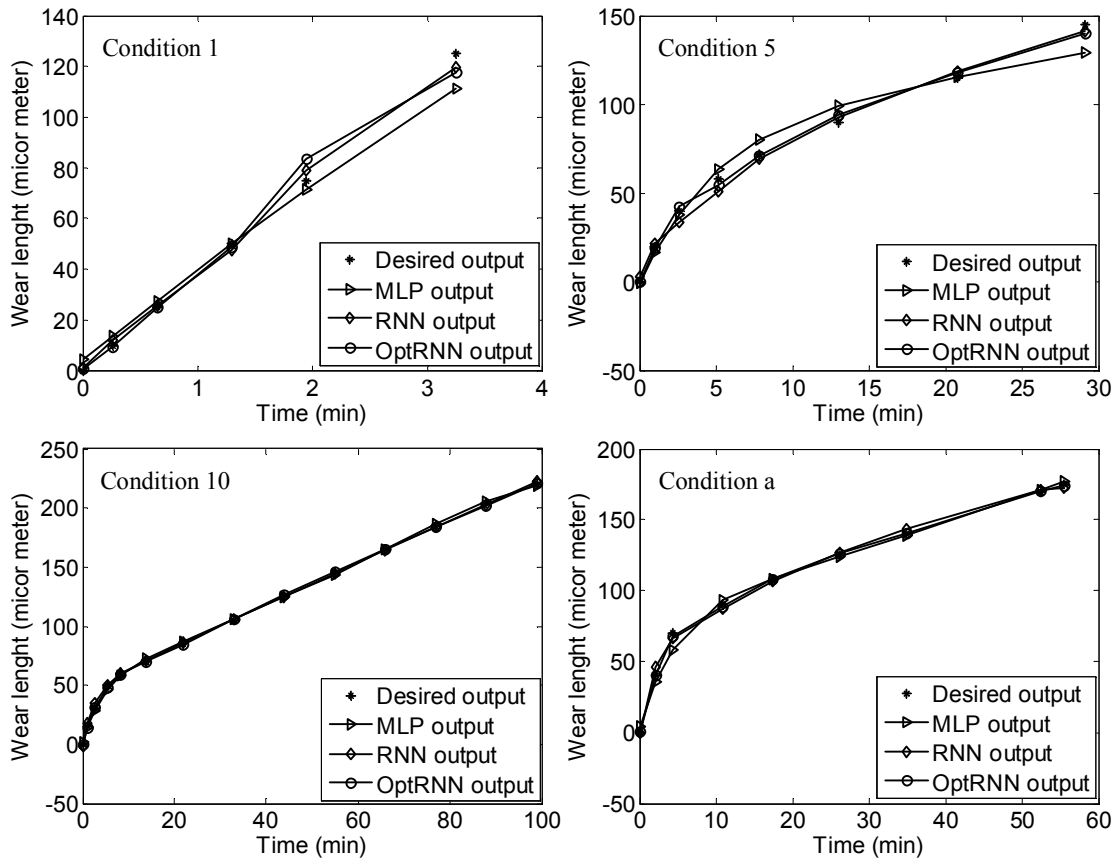 140
120
100
80
60
40
20
0
Wear lenght (micor meter)
Condition 1
Desired output
MLP output
RNN output
OptRNN output
0 1 2 3 4
Time (min)
150
100
50
0
-50
Wear lenght (micor meter)
Condition 5
Desired output
MLP output
RNN output
OptRNN output
0 5 10 15 20 25 30
Time (min)
250
200
150
100
50
0
-50
Wear lenght (micor meter)
Condition 10
Desired output
MLP output
RNN output
OptRNN output
0 20 40 60 80 100
Time (min)
200
150
100
50
0
-50
Wear lenght (micor meter)
Condition a
Desired output
MLP output
RNN output
OptRNN output
0 10 20 30 40 50 60
Time (min)